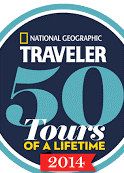 NATIONAL GEOGRAPHIC
TRAVELER
50
Tours
OF A LIFETIME
2014